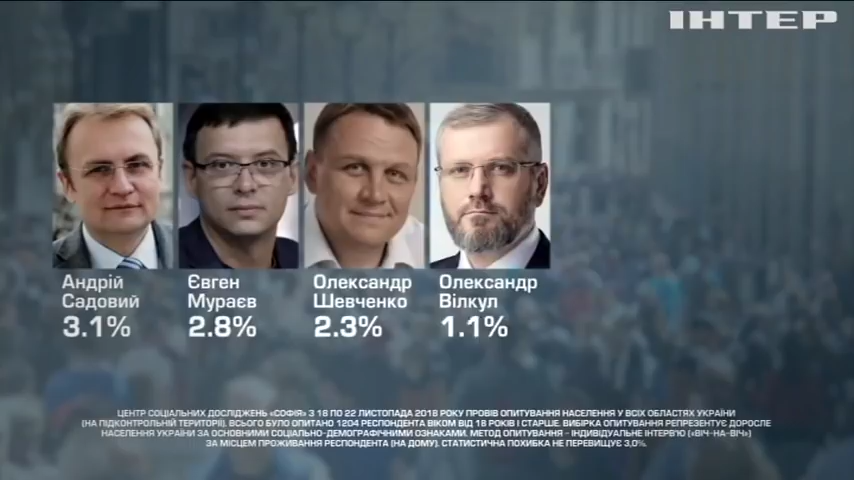 ІНТЕР
Андрій
Садовий
3.1%
Євген
Мураєв
2.8%
Олександр
Шевченко
2.3%
Олександр
Вілкул
1.1%
ЦЕНТР СОЦІАЛЬНИХ ДОСЛІДЖЕНЬ «СОФІЯ» З 18 ПО 22 ЛИСТОПАДА 2018 РОКУ ПРОВІВ ОПИТУВАННЯ НАСЕЛЕННЯ У ВСІХ ОБЛАСТЯХ УКРАЇНИ
(НА ПІДКОНТРОЛЬНІЙ ТЕРИТОРІЇ). ВСЬОГО БУЛО ОПИТАНО 1204 РЕСПОНДЕНТА ВІКОМ ВІД 18 РОКІВ І СТАРШЕ. ВИБІРКА ОПИТУВАННЯ РЕПРЕЗЕНТУЄ ДОРОСЛЕ
НАСЕЛЕННЯ УКРАЇНИ ЗА ОСНОВНИМИ СОЦІАЛЬНО-ДЕМОГРАФІЧНИМИ ОЗНАКАМИ. МЕТОД ОПИТУВАННЯ – ІНДИВІДУАЛЬНЕ ІНТЕРВ'Ю («ВІЧ-НА-ВІЧ»)
ЗА МІСЦЕМ ПРОЖИВАННЯ РЕСПОНДЕНТА (НА ДОМУ). СТАТИСТИЧНА ПОХИБКА НЕ ПЕРЕВИЩУЄ 3,0%.